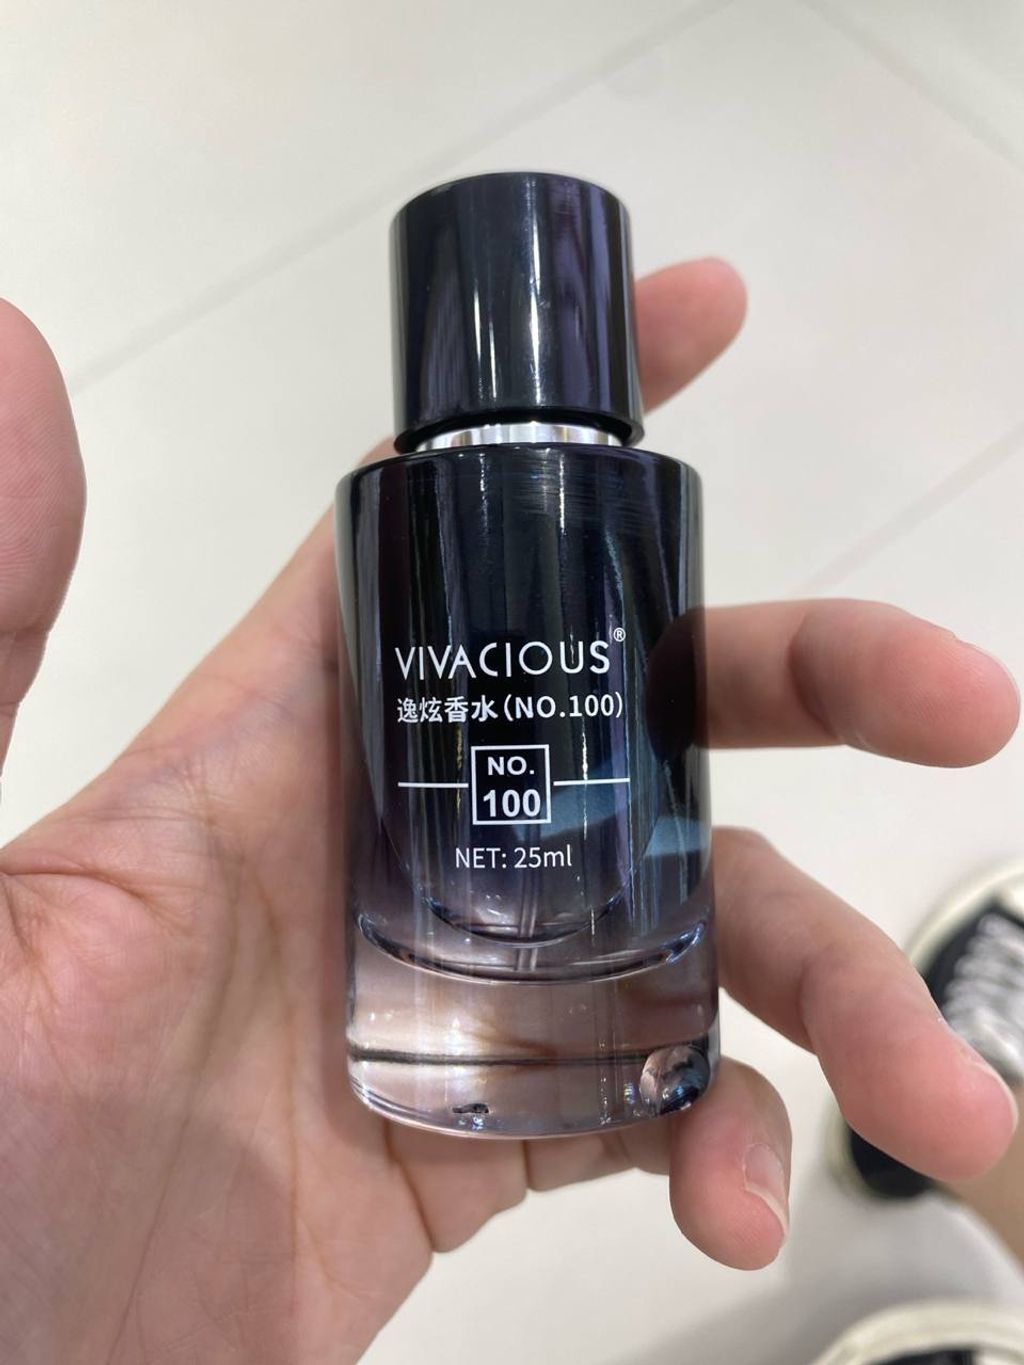 VIVACIOUS®
逸炫香水(NO.100)
NO.
100
NET: 25ml